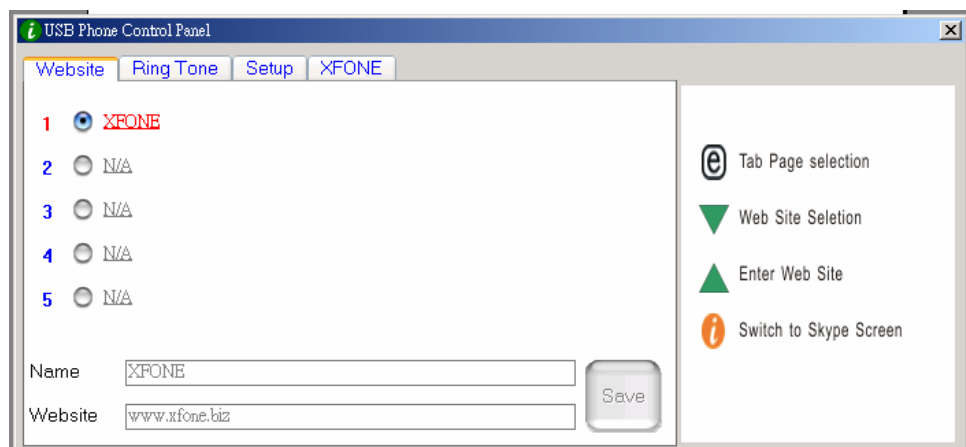 USB Phone Control Panel
Website Ring Tone Setup XFONE
1 XFONE
2 N/A
3 N/A
4 N/A
5 N/A
Name XFONE
Website www.xfone.biz
Save
e Tab Page selection
Web Site Seletion
Enter Web Site
i Switch to Skype Screen